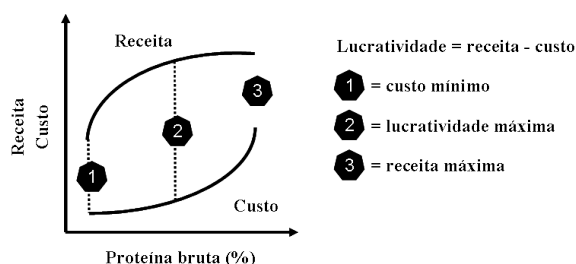 Receita
Lucratividade = receita - custo
1 = custo mínimo
2 = lucratividade máxima
3 = receita máxima
3
2
1
Custo
Receita
Custo
Proteína bruta (%)